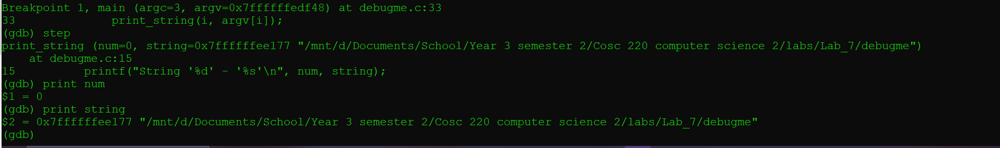 Breakpoint 1, main (argc=3, argv=0x7ffffffedf48) at debugme.c:33
33              print_string(i, argv[i]);
(gdb) step
print_string (num=0, string=0x7ffffffee177 "/mnt/d/Documents/School/Year 3 semester 2/Cosc 220 computer science 2/labs/Lab_7/debugme")
    at debugme.c:15
15          printf("String '%d' - '%s'\n", num, string);
(gdb) print num
$1 = 0
(gdb) print string
$2 = 0x7ffffffee177 "/mnt/d/Documents/School/Year 3 semester 2/Cosc 220 computer science 2/labs/Lab_7/debugme"
(gdb)